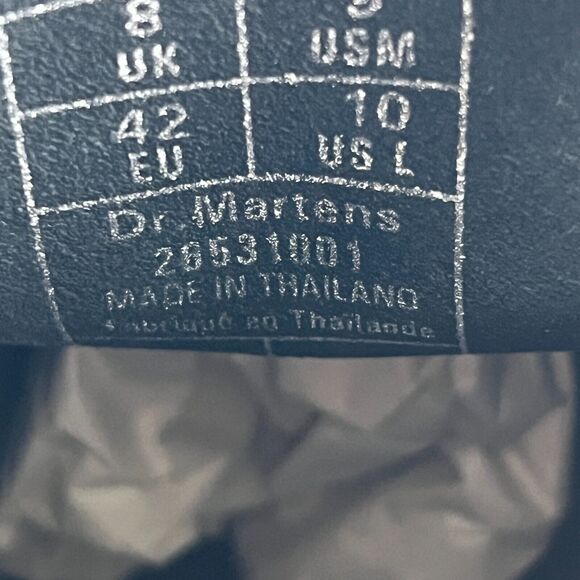 8 9
UK USM
42 10
EU US L
Dr. Martens
26531001
MADE IN THAILAND
Fabriqué en Thaïlande